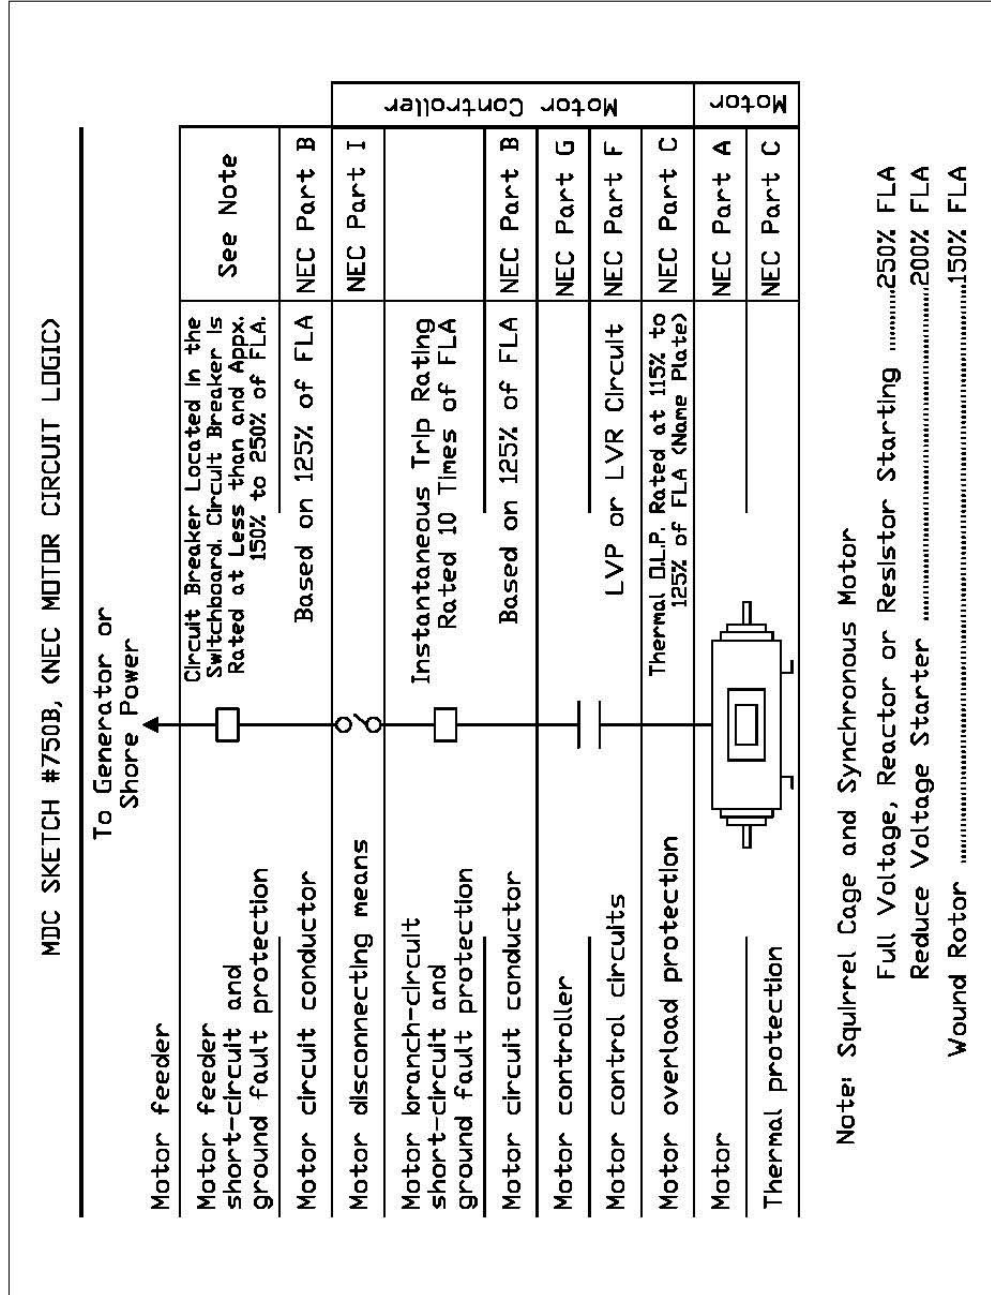 MDC SKETCH #750B, (NEC MOTOR CIRCUIT LOGIC)
To Generator or
Shore Power
Motor feeder
Motor feeder
short-circuit and
ground fault protection
Circuit Breaker Located in the
Switchboard. Circuit Breaker is
Rated at Less than and Appx.
150% to 250% of FLA.
See Note
Motor circuit conductor
Based on 125% of FLA
NEC Part B
Motor disconnecting means
NEC Part I
Motor branch-circuit
short-circuit and
ground fault protection
Instantaneous Trip Rating
Rated 10 Times of FLA
Motor circuit conductor
Based on 125% of FLA
NEC Part B
Motor controller
NEC Part G
Motor control circuits
LVP or LVR Circuit
NEC Part F
Motor overload protection
Thermal O.L.P. Rated at 115% to
125% of FLA (Name Plate)
NEC Part C
Motor Controller
Motor
NEC Part A
Thermal protection
NEC Part C
Motor
Note: Squirrel Cage and Synchronous Motor
Full Voltage, Reactor or Resistor Starting ..........250% FLA
Reduce Voltage Starter ..................................................200% FLA
Wound Rotor ..........................................................................150% FLA